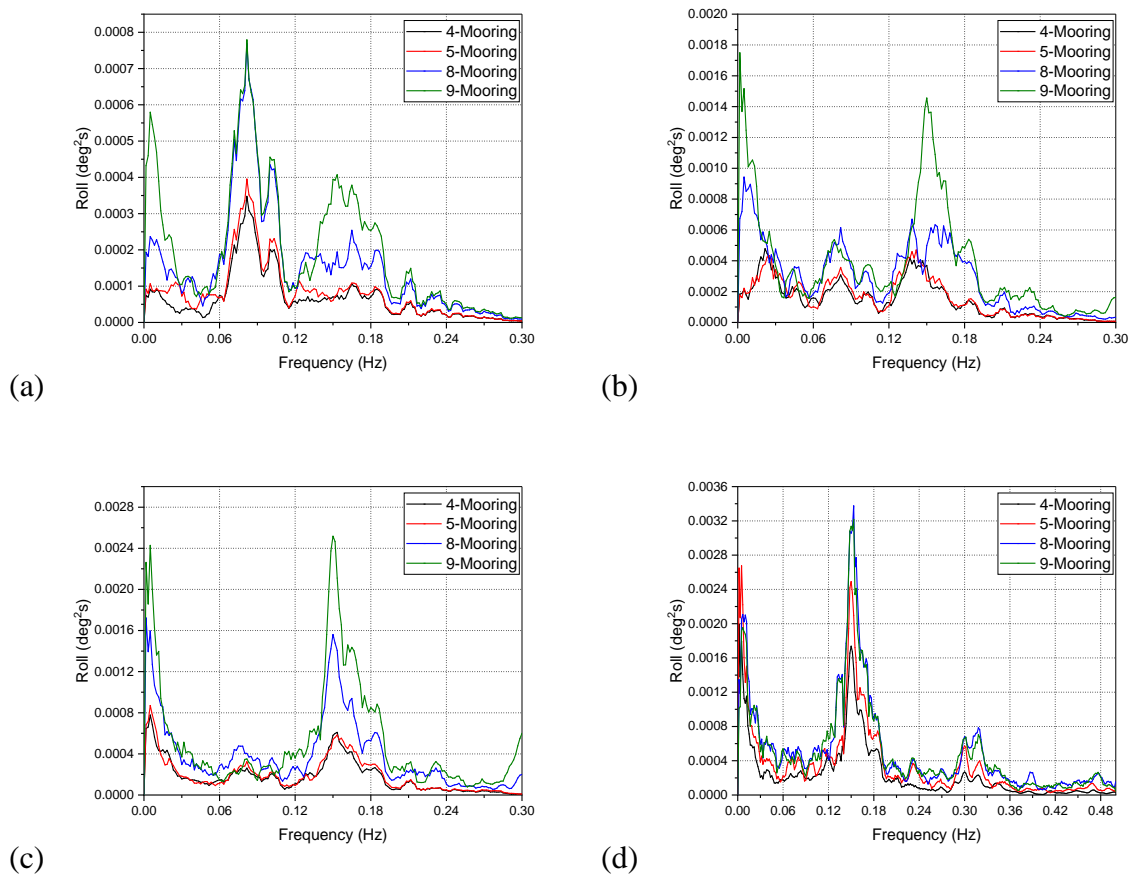 0.0008
0.0007
0.0006
0.0005
0.0004
0.0003
0.0002
0.0001
0.0000
Roll (deg²s)
4-Mooring
5-Mooring
8-Mooring
9-Mooring
0.00 0.06 0.12 0.18 0.24 0.30
Frequency (Hz)
(a)
0.0020
0.0018
0.0016
0.0014
0.0012
0.0010
0.0008
0.0006
0.0004
0.0002
0.0000
Roll (deg²s)
4-Mooring
5-Mooring
8-Mooring
9-Mooring
0.00 0.06 0.12 0.18 0.24 0.30
Frequency (Hz)
(b)
0.0028
0.0024
0.0020
0.0016
0.0012
0.0008
0.0004
0.0000
Roll (deg²s)
4-Mooring
5-Mooring
8-Mooring
9-Mooring
0.00 0.06 0.12 0.18 0.24 0.30
Frequency (Hz)
(c)
0.0036
0.0032
0.0028
0.0024
0.0020
0.0016
0.0012
0.0008
0.0004
0.0000
Roll (deg²s)
4-Mooring
5-Mooring
8-Mooring
9-Mooring
0.00 0.06 0.12 0.18 0.24 0.30 0.36 0.42 0.48
Frequency (Hz)
(d)